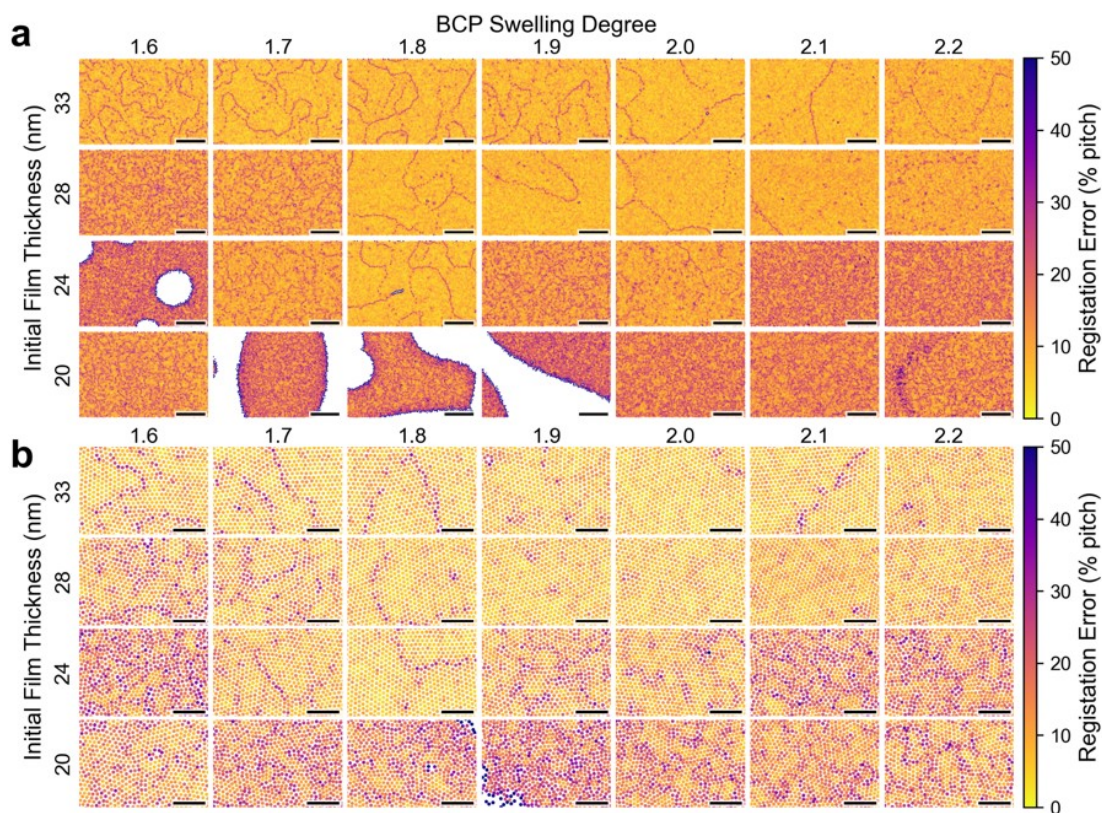 a
BCP Swelling Degree
1.6 1.7 1.8 1.9 2.0 2.1 2.2
Initial Film Thickness (nm)
33
28
24
20
50
40
30
20
10
0
Registation Error (% pitch)
b
1.6 1.7 1.8 1.9 2.0 2.1 2.2
Initial Film Thickness (nm)
33
28
24
20
50
40
30
20
10
0
Registation Error (% pitch)